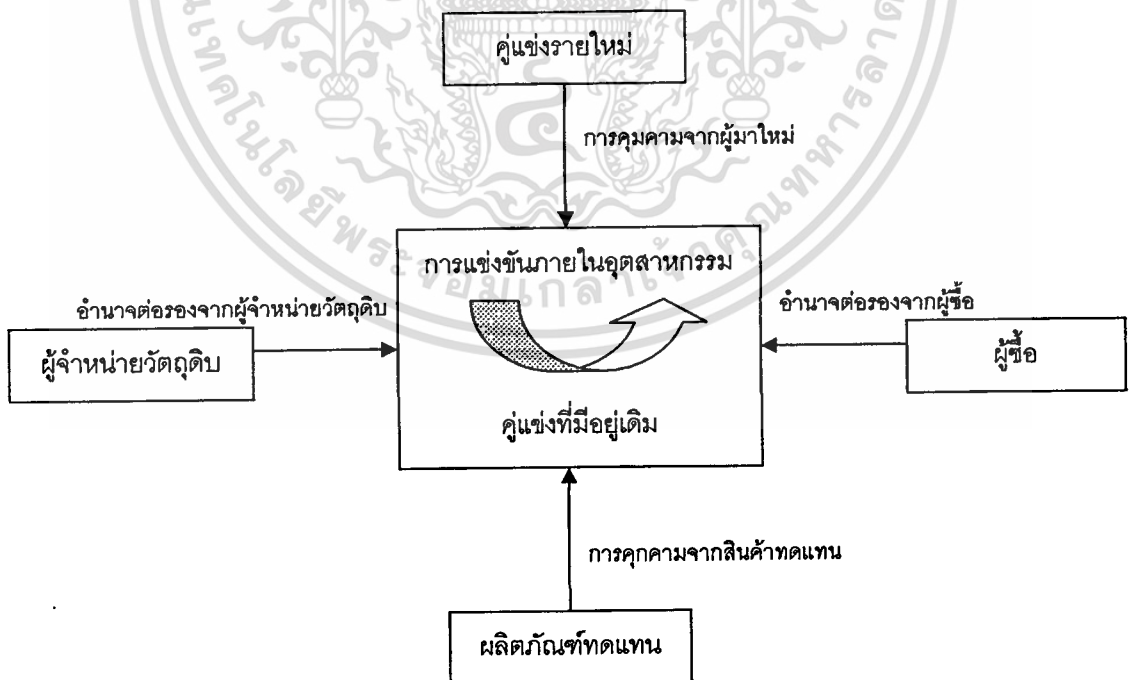 คู่แข่งรายใหม่
การคุมคามจากผู้มาใหม่
การแข่งขันภายในอุตสาหกรรม
อำนาจต่อรองจากผู้จำหน่ายวัตถุดิบ
อำนาจต่อรองจากผู้ซื้อ
ผู้จำหน่ายวัตถุดิบ
ผู้ซื้อ
คู่แข่งที่มีอยู่เดิม
การคุกคามจากสินค้าทดแทน
ผลิตภัณฑ์ทดแทน